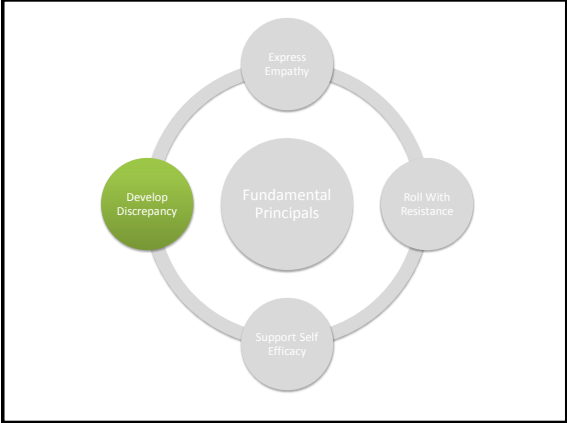 Express
Empathy
Develop
Discrepancy
Fundamental
Principals
Roll With
Resistance
Support Self
Efficacy